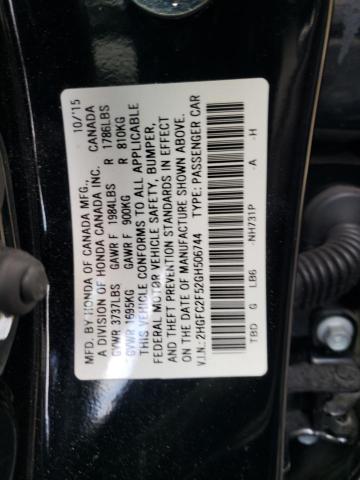 MFD. BY HONDA OF CANADA MFG., 10/15
A DIVISION OF HONDA CANADA INC. CANADA
GVWR 3737LBS GAWR F 1984LBS R 1786LBS
GVWR 1695KG GAWR F 900KG R 810KG
THIS VEHICLE CONFORMS TO ALL APPLICABLE
FEDERAL MOTOR VEHICLE SAFETY, BUMPER,
AND THEFT PREVENTION STANDARDS IN EFFECT
ON THE DATE OF MANUFACTURE SHOWN ABOVE.
V.I.N.: 2HGFC2F52GH506744 TYPE: PASSENGER CAR
TBD G LB6 -NH731P -A -H